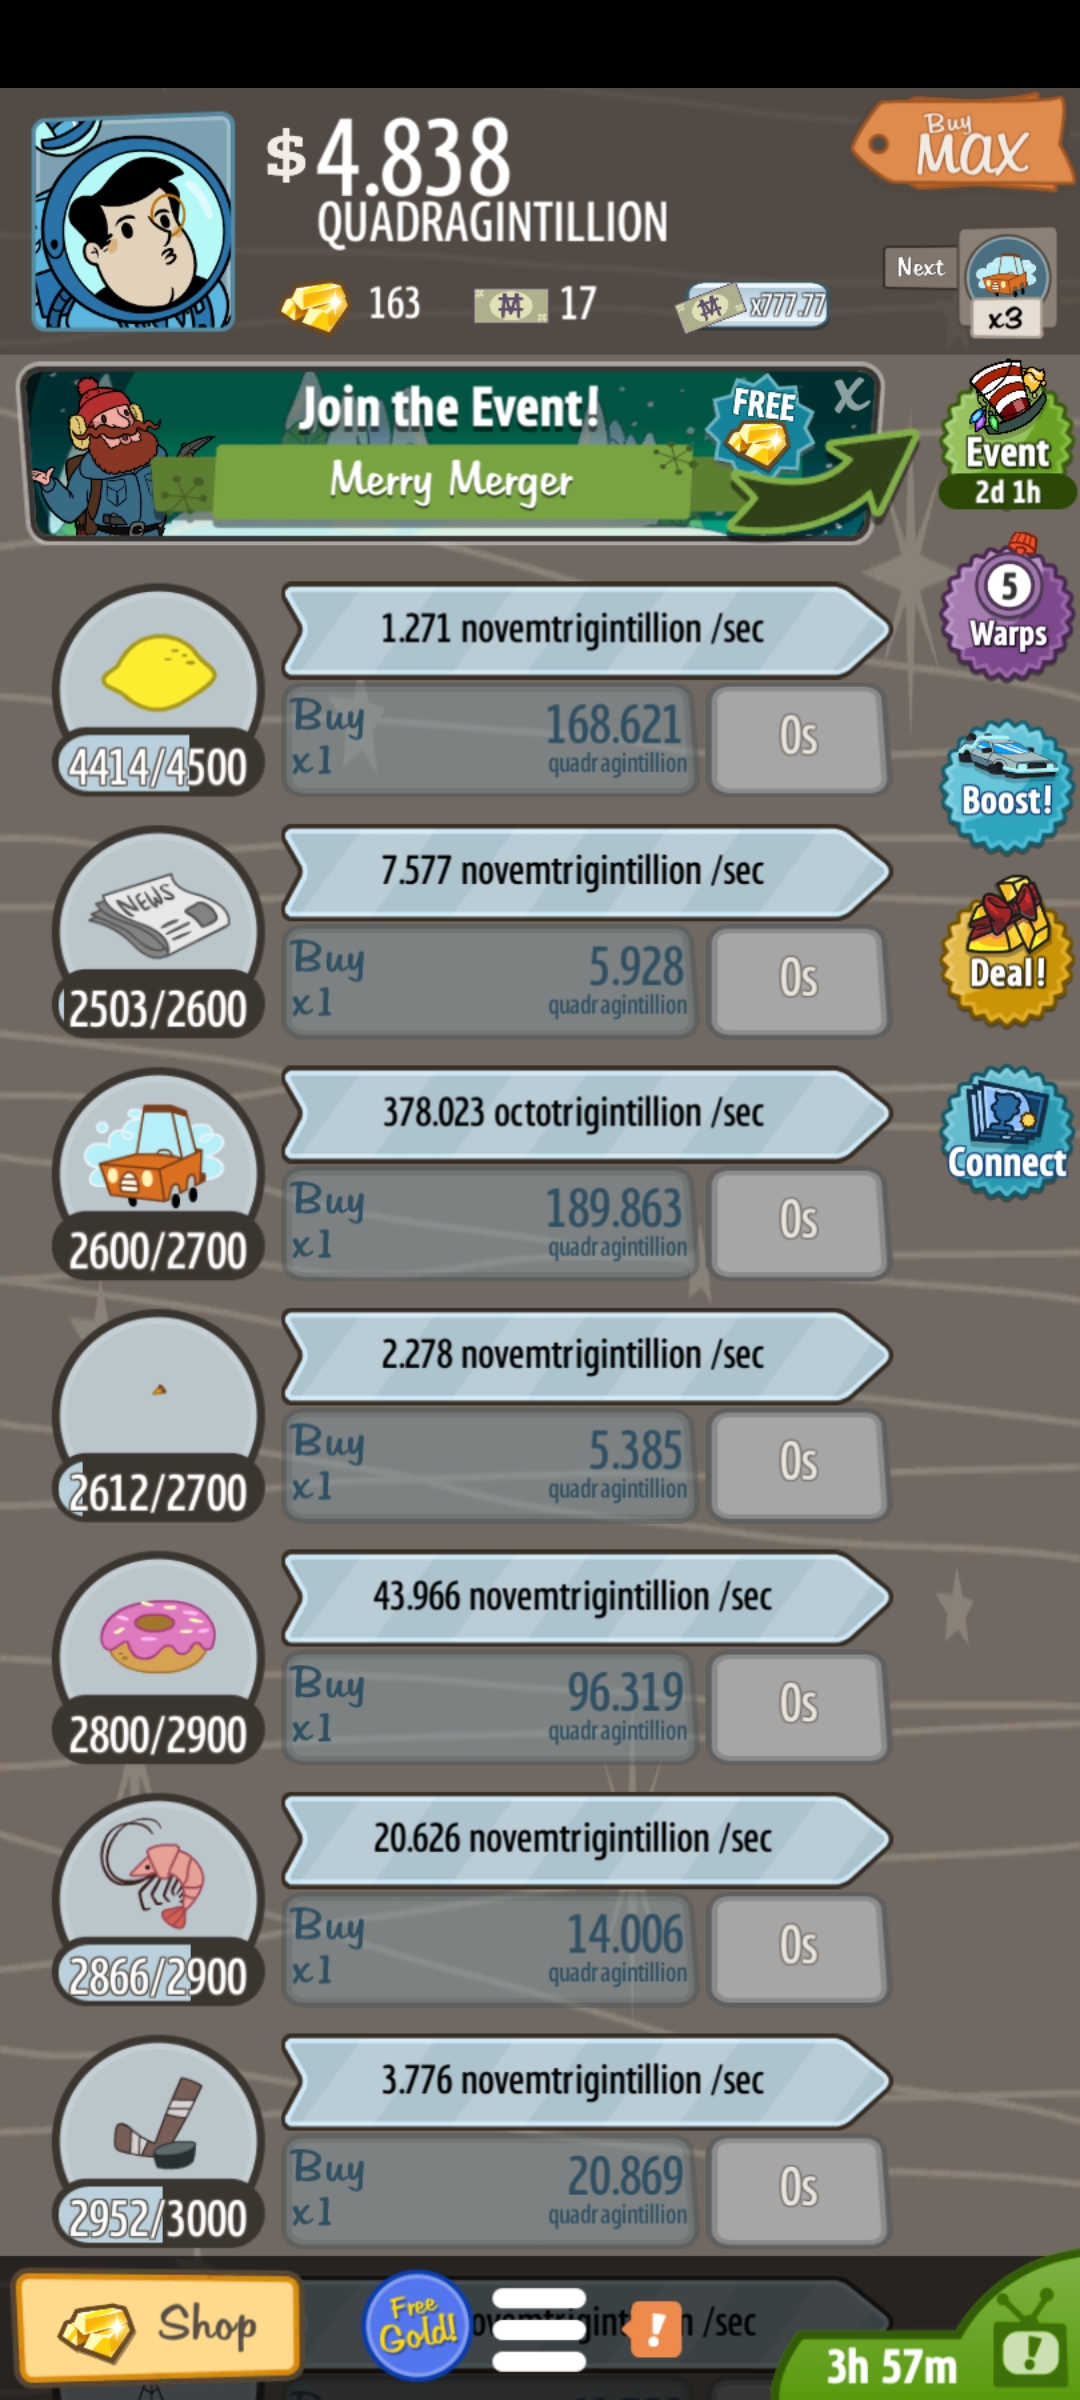 $4.838
QUADRAGINTILLION
Buy
MAX
163
17
x777.77
Next
x3
Join the Event!
FREE
X
Merry Merger
Event
2d 1h
1.271 novemtrigintillion /sec
Buy
x1
168.621
quadragintillion
0s
4414/4500
5
Warps
7.577 novemtrigintillion /sec
NEWS
Buy
x1
5.928
quadragintillion
0s
2503/2600
Boost!
Deal!
378.023 octotrigintillion /sec
Buy
x1
189.863
quadragintillion
0s
2600/2700
Connect
2.278 novemtrigintillion /sec
Buy
x1
5.385
quadragintillion
0s
2612/2700
43.966 novemtrigintillion /sec
Buy
x1
96.319
quadragintillion
0s
2800/2900
20.626 novemtrigintillion /sec
Buy
x1
14.006
quadragintillion
0s
2866/2900
3.776 novemtrigintillion /sec
Buy
x1
20.869
quadragintillion
0s
2952/3000
Shop
Free
Gold!
!
/sec
Buy
3h 57m
!